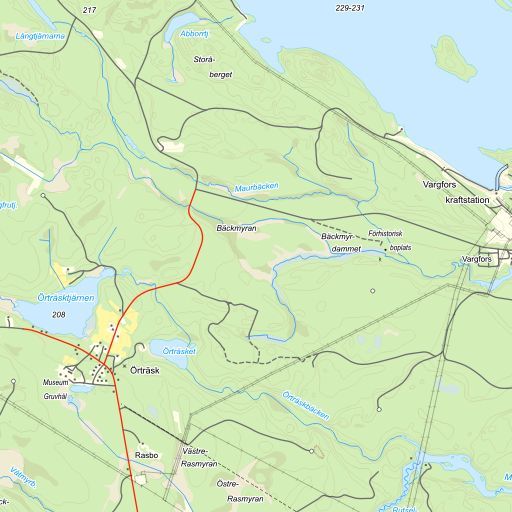 229-231
217
Långtjärnarna
Abborrtj
Storå-
berget
Maurbäcken
Vargfors
kraftstation
Bäckmyran
Bäckmyr-
dammet
Förhistorisk
boplats
Vargfors
Örträsktjärnen
208
Örträsket
Örträsk
Museum
Gruvhål
Örträskbäcken
Rasbo
Västre-
Rasmyran
Östre-
Rasmyran